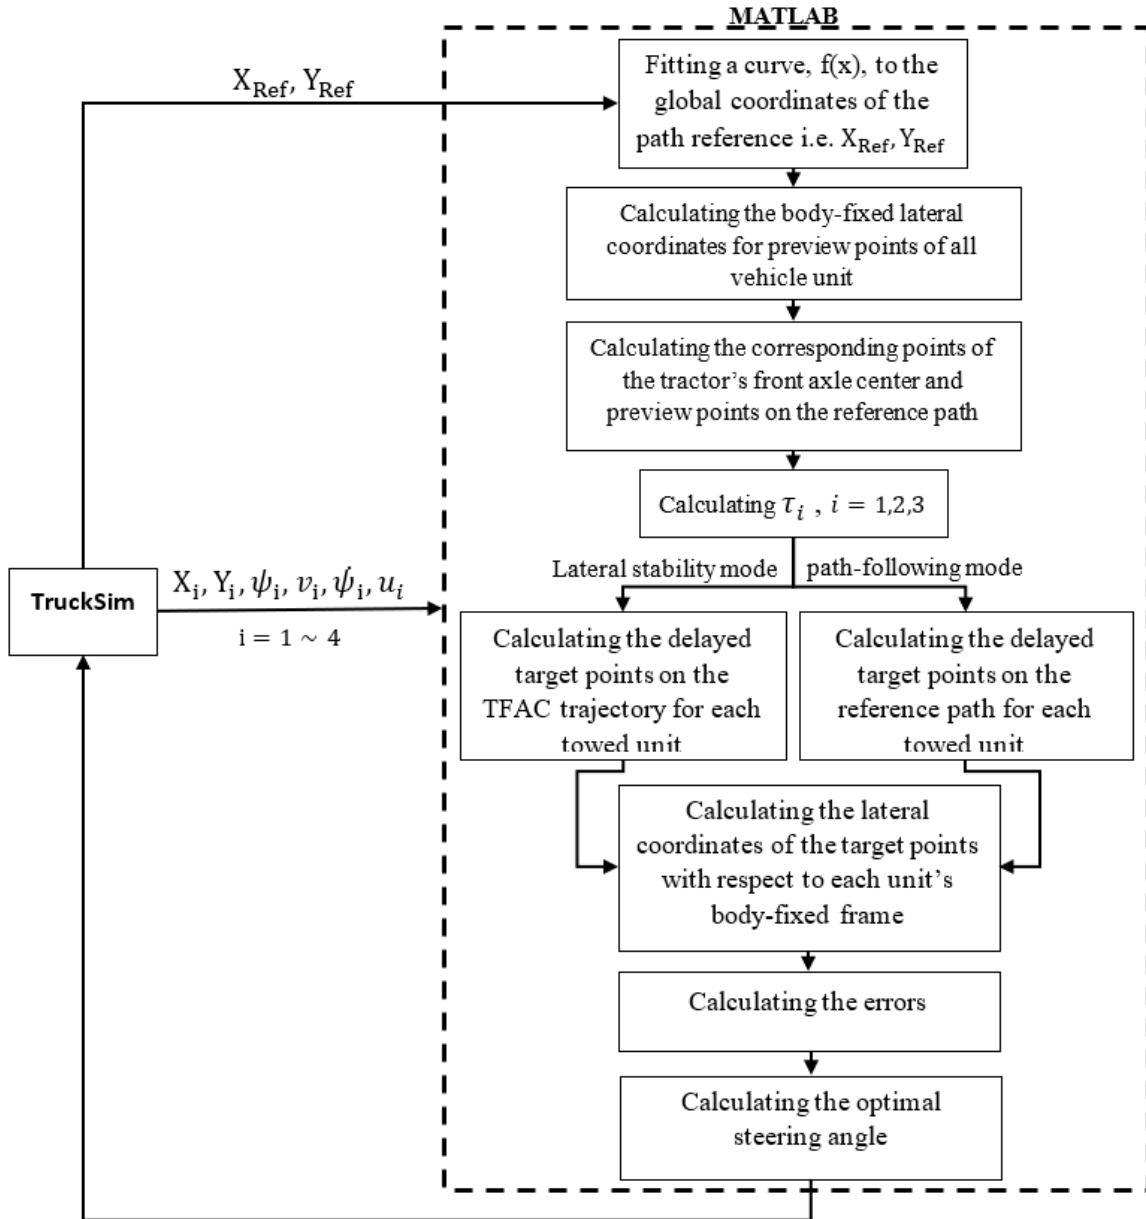 MATLAB
X_Ref, Y_Ref
Fitting a curve, f(x), to the
global coordinates of the
path reference i.e. X_Ref, Y_Ref
Calculating the body-fixed lateral
coordinates for preview points of all
vehicle unit
Calculating the corresponding points of
the tractor's front axle center and
preview points on the reference path
Calculating τ_i , i = 1,2,3
Lateral stability mode
path-following mode
TruckSim
X_i, Y_i, ψ_i, v_i, ψ̇_i, u_i
i = 1 ~ 4
Calculating the delayed
target points on the
TFAC trajectory for each
towed unit
Calculating the delayed
target points on the
reference path for each
towed unit
Calculating the lateral
coordinates of the target points
with respect to each unit's
body-fixed frame
Calculating the errors
Calculating the optimal
steering angle